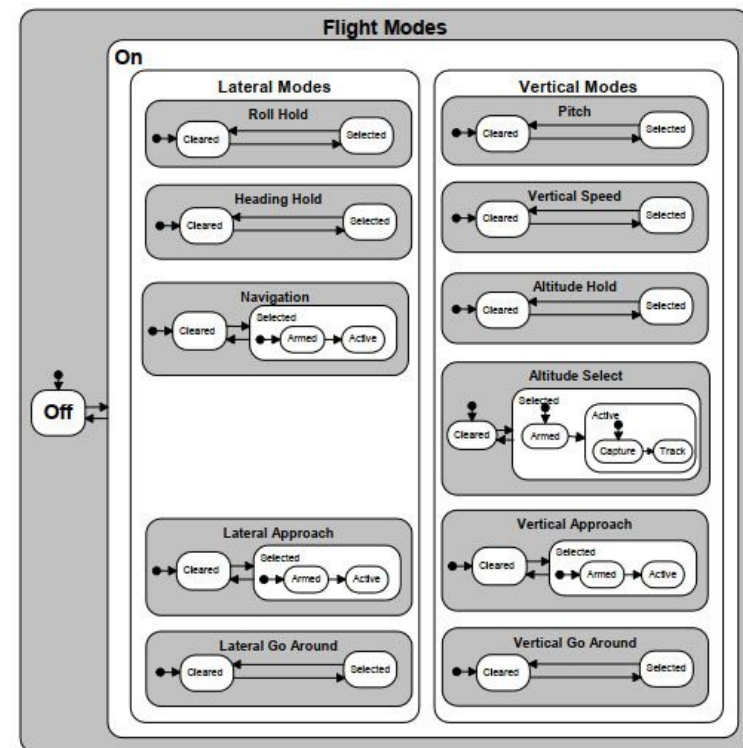 Flight Modes
On
Off
Lateral Modes
Roll Hold
Cleared
Selected
Heading Hold
Cleared
Selected
Navigation
Cleared
Selected
Armed
Active
Lateral Approach
Cleared
Selected
Armed
Active
Lateral Go Around
Cleared
Selected
Vertical Modes
Pitch
Cleared
Selected
Vertical Speed
Cleared
Selected
Altitude Hold
Cleared
Selected
Altitude Select
Cleared
Selected
Armed
Active
Capture
Track
Vertical Approach
Cleared
Selected
Armed
Active
Vertical Go Around
Cleared
Selected